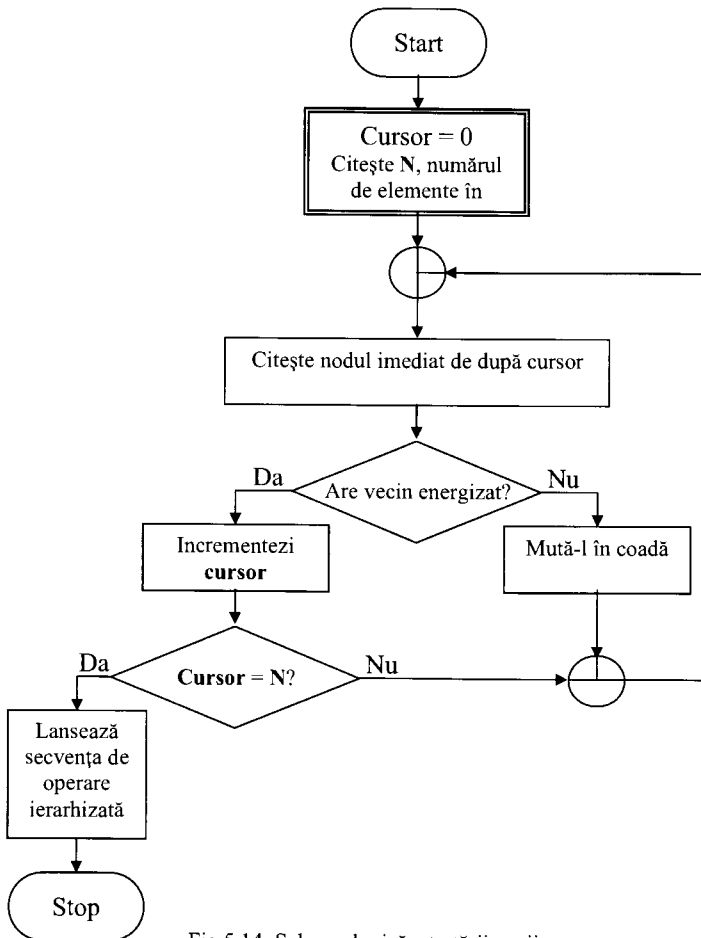 Start
Cursor = 0
Citește N, numărul
de elemente în
Citește nodul imediat de după cursor
Are vecin energizat?
Da
Nu
Incrementezi
cursor
Mută-l în coadă
Cursor = N?
Da
Nu
Lansează
secvența de
operare
ierarhizată
Stop